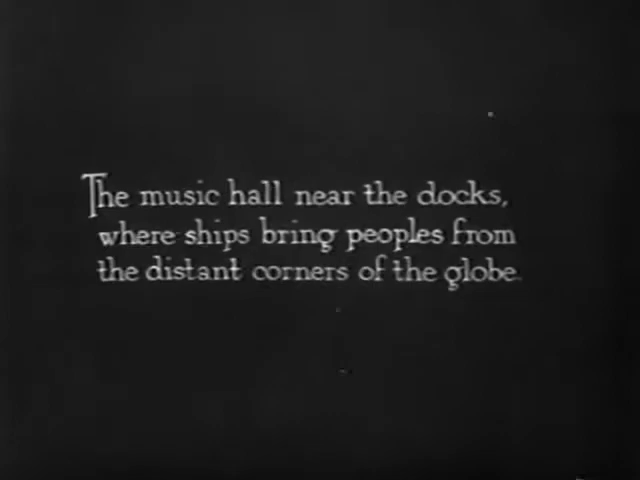 The music hall near the docks,
where ships bring peoples from
the distant corners of the globe.